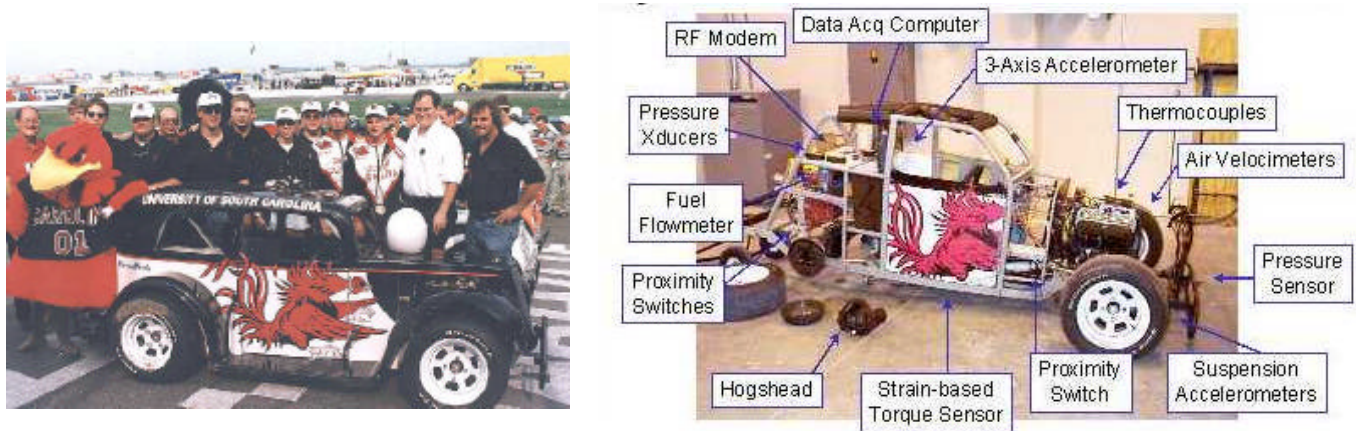 UNIVERSITY OF SOUTH CAROLINA
CAROLINA
01
Data Acq Computer
RF Modem
3-Axis Accelerometer
Thermocouples
Pressure
Xducers
Air Velocimeters
Fuel
Flowmeter
Pressure
Sensor
Proximity
Switches
Hogshead
Strain-based
Torque Sensor
Proximity
Switch
Suspension
Accelerometers